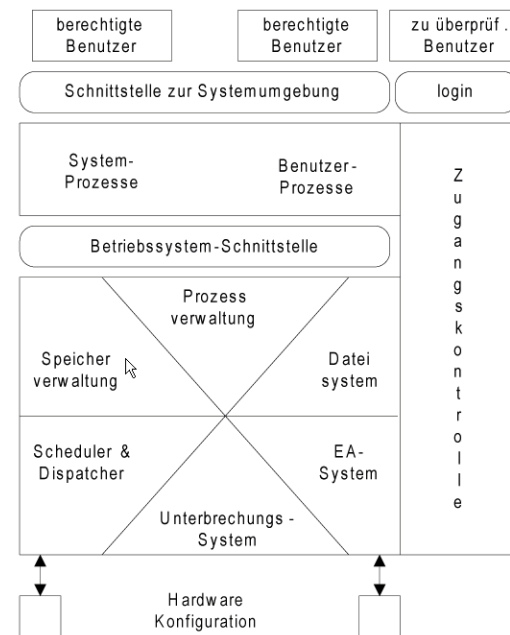 berechtigte
Benutzer
berechtigte
Benutzer
zu überprüf.
Benutzer
Schnittstelle zur Systemumgebung
login
System-
Prozesse
Benutzer-
Prozesse
Zugangskontrolle
Betriebssystem-Schnittstelle
Prozess
verwaltung
Speicher
verwaltung
Datei
system
Scheduler &
Dispatcher
EA-
System
Unterbrechungs-
System
Hardware
Konfiguration